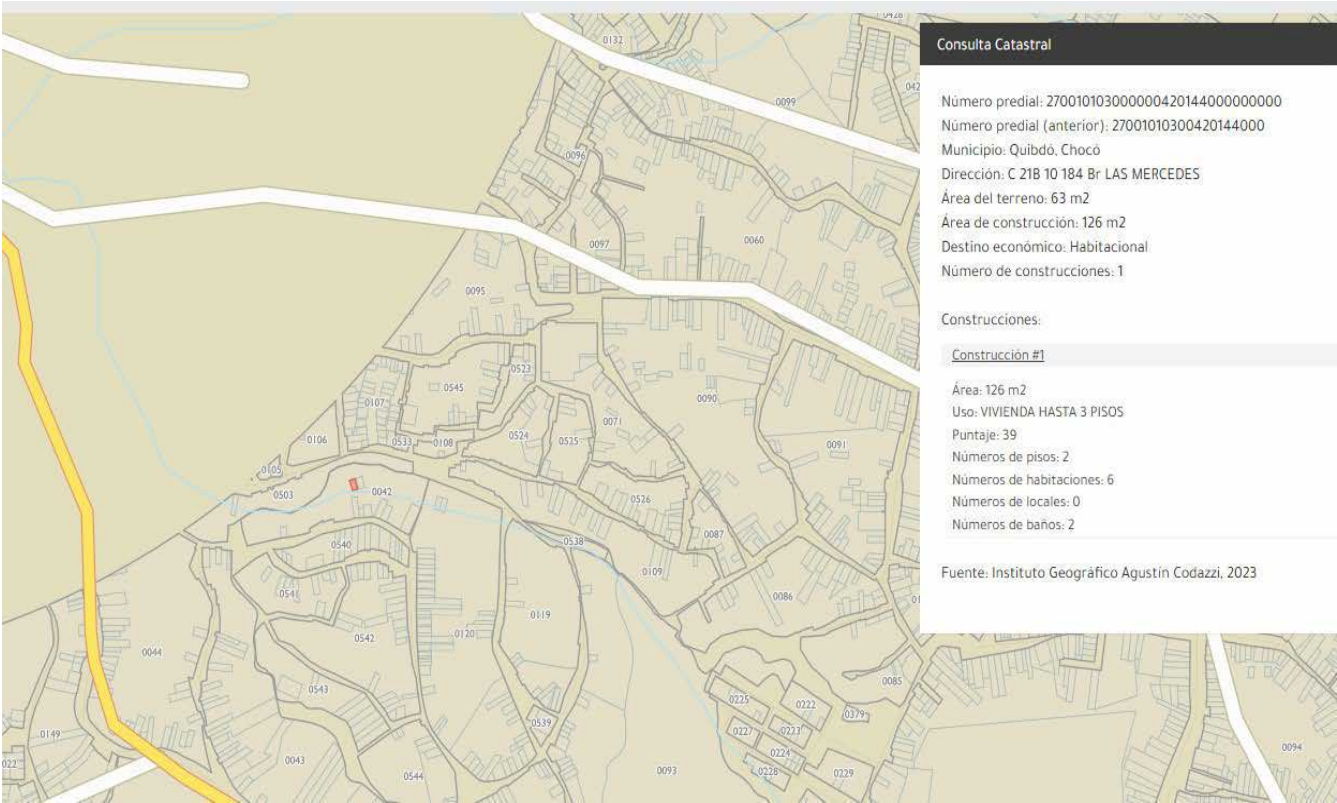 Consulta Catastral
Número predial: 270010103000000420144000000000
Número predial (anterior): 27001010300420144000
Municipio: Quibdó, Chocó
Dirección: C 21B 10 184 Br LAS MERCEDES
Área del terreno: 63 m2
Área de construcción: 126 m2
Destino económico: Habitacional
Número de construcciones: 1
Construcciones:
Construcción #1
Área: 126 m2
Uso: VIVIENDA HASTA 3 PISOS
Puntaje: 39
Números de pisos: 2
Números de habitaciones: 6
Números de locales: 0
Números de baños: 2
Fuente: Instituto Geográfico Agustín Codazzi, 2023
0428
0132
0099
0096
0097
0060
0095
0523
0545
0107
0090
0071
0106
0533
0108
0524
0525
0091
0105
0503
0042
0526
0087
0540
0538
0109
0541
0086
0119
0542
0120
0044
0543
0085
0225
0222
0379
0539
0149
0227
0223
0224
0094
0043
0544
0093
0228
0229